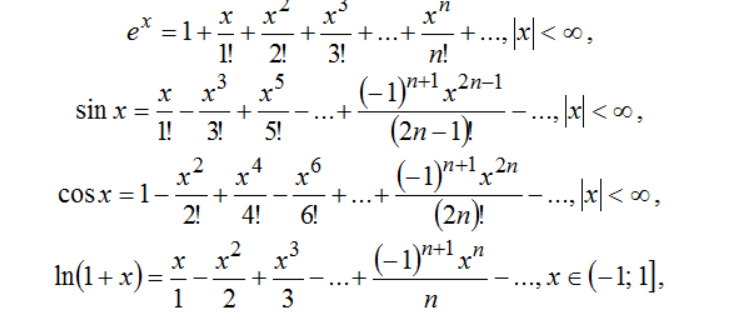 e^x = 1 + x/1! + x^2/2! + x^3/3! + ... + x^n/n! + ..., |x| < ∞,
sin x = x/1! − x^3/3! + x^5/5! − ... + (−1)^(n+1) x^(2n−1)/(2n−1)! − ..., |x| < ∞,
cos x = 1 − x^2/2! + x^4/4! − x^6/6! + ... + (−1)^(n+1) x^(2n)/(2n)! − ..., |x| < ∞,
ln(1 + x) = x/1 − x^2/2 + x^3/3 − ... + (−1)^(n+1) x^n/n − ..., x ∈ (−1; 1],